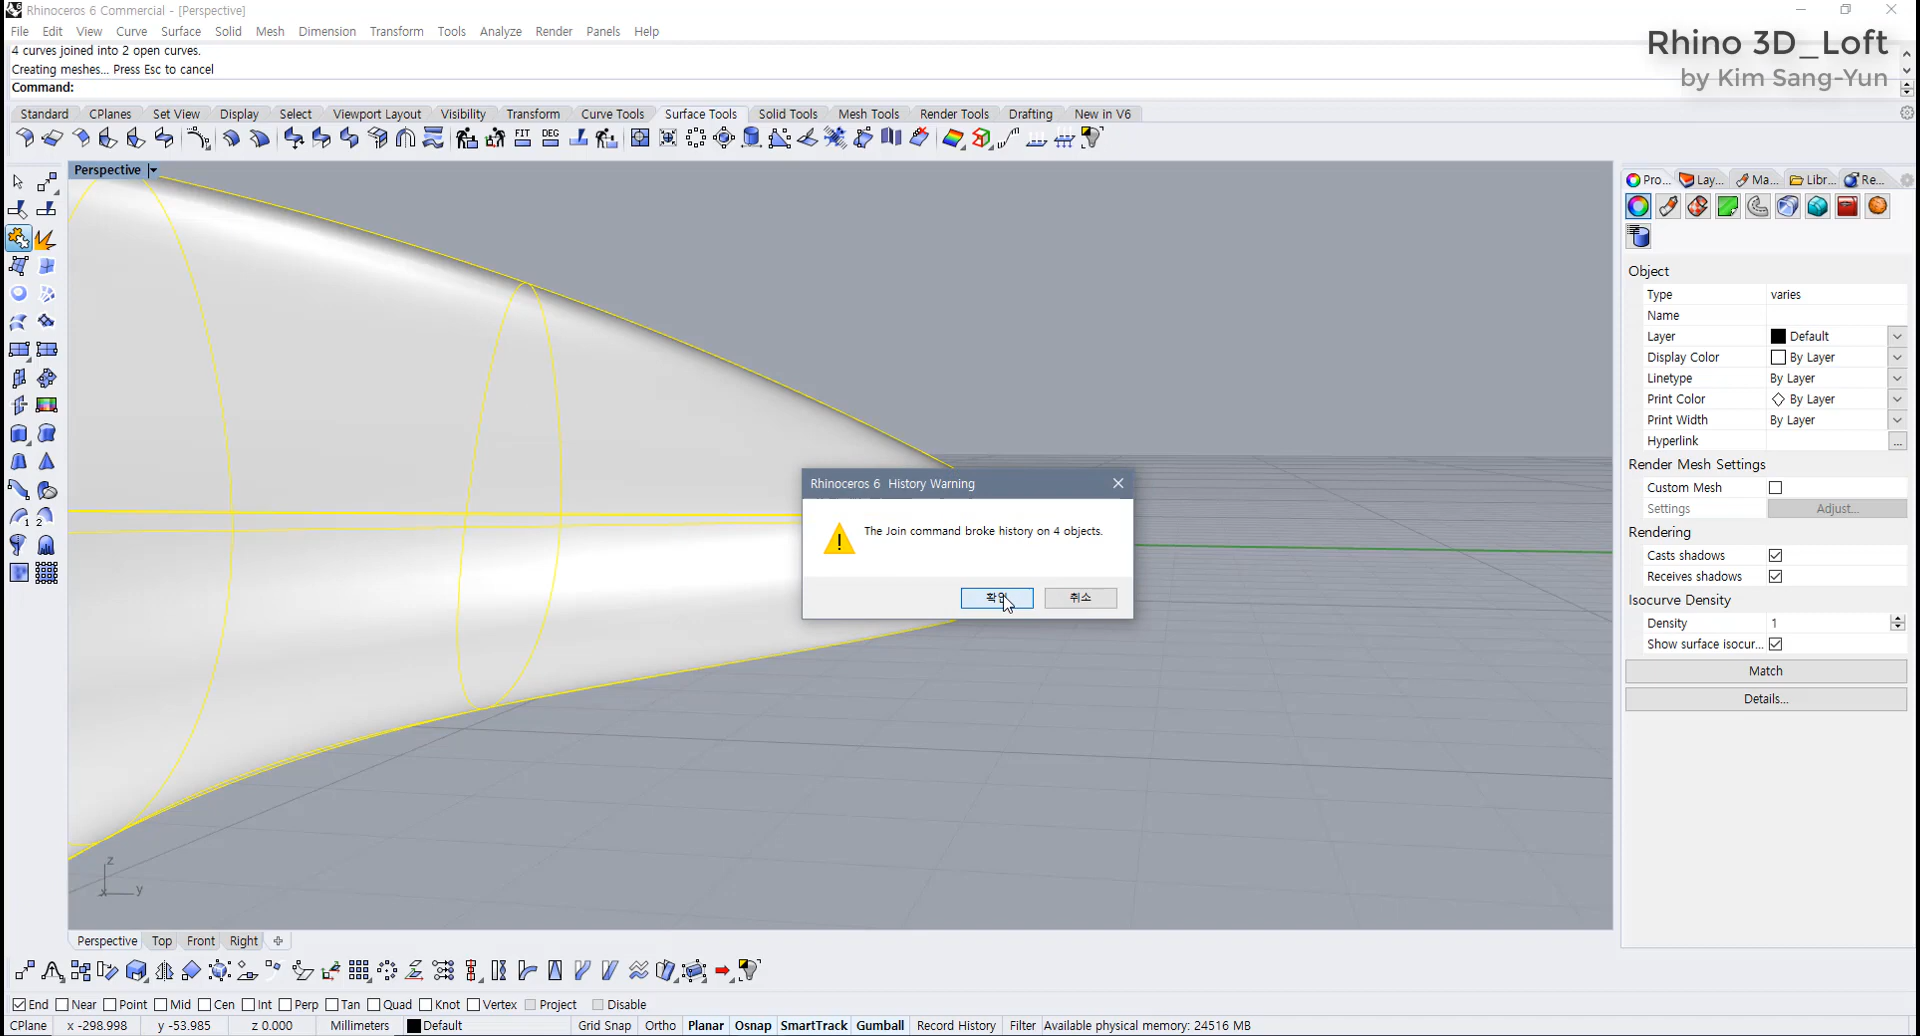 Rhinoceros 6 Commercial - [Perspective]
File Edit View Curve Surface Solid Mesh Dimension Transform Tools Analyze Render Panels Help
4 curves joined into 2 open curves.
Creating meshes... Press Esc to cancel
Command:
Rhino 3D_Loft
by Kim Sang-Yun
Standard CPlanes Set View Display Select Viewport Layout Visibility Transform Curve Tools Surface Tools Solid Tools Mesh Tools Render Tools Drafting New in V6
FIT DEG
Perspective
Pro... Lay... Ma... Libr... Re...
Object
Type varies
Name
Layer Default
Display Color By Layer
Linetype By Layer
Print Color By Layer
Print Width By Layer
Hyperlink ...
Render Mesh Settings
Custom Mesh
Settings Adjust...
Rendering
Casts shadows
Receives shadows
Isocurve Density
Density 1
Show surface isocur...
Match
Details...
Rhinoceros 6 History Warning
The Join command broke history on 4 objects.
확인 취소
z
x y
Perspective Top Front Right
End Near Point Mid Cen Int Perp Tan Quad Knot Vertex Project Disable
CPlane x -298.998 y -53.985 z 0.000 Millimeters Default Grid Snap Ortho Planar Osnap SmartTrack Gumball Record History Filter Available physical memory: 24516 MB